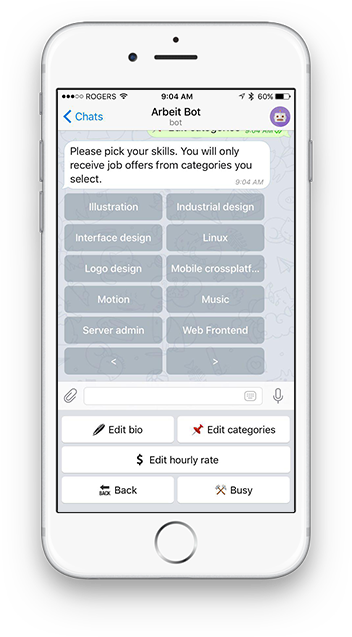 ROGERS 9:04 AM 60%
Chats Arbeit Bot
bot
Edit categories 9:04 AM
Please pick your skills. You will only
receive job offers from categories you
select. 9:04 AM
Illustration Industrial design
Interface design Linux
Logo design Mobile crossplatf...
Motion Music
Server admin Web Frontend
< >
Edit bio Edit categories
$ Edit hourly rate
BACK Back Busy